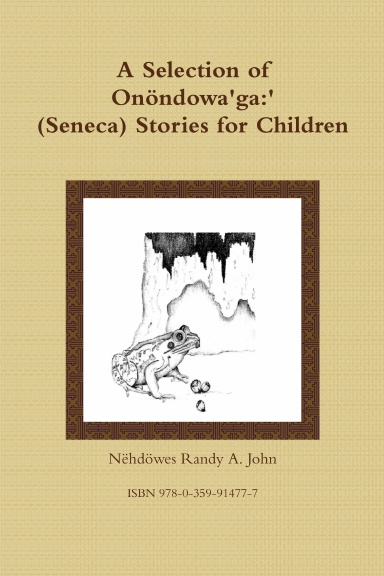 A Selection of
Onöndowa'ga:'
(Seneca) Stories for Children
Nëhdöwes Randy A. John
ISBN 978-0-359-91477-7